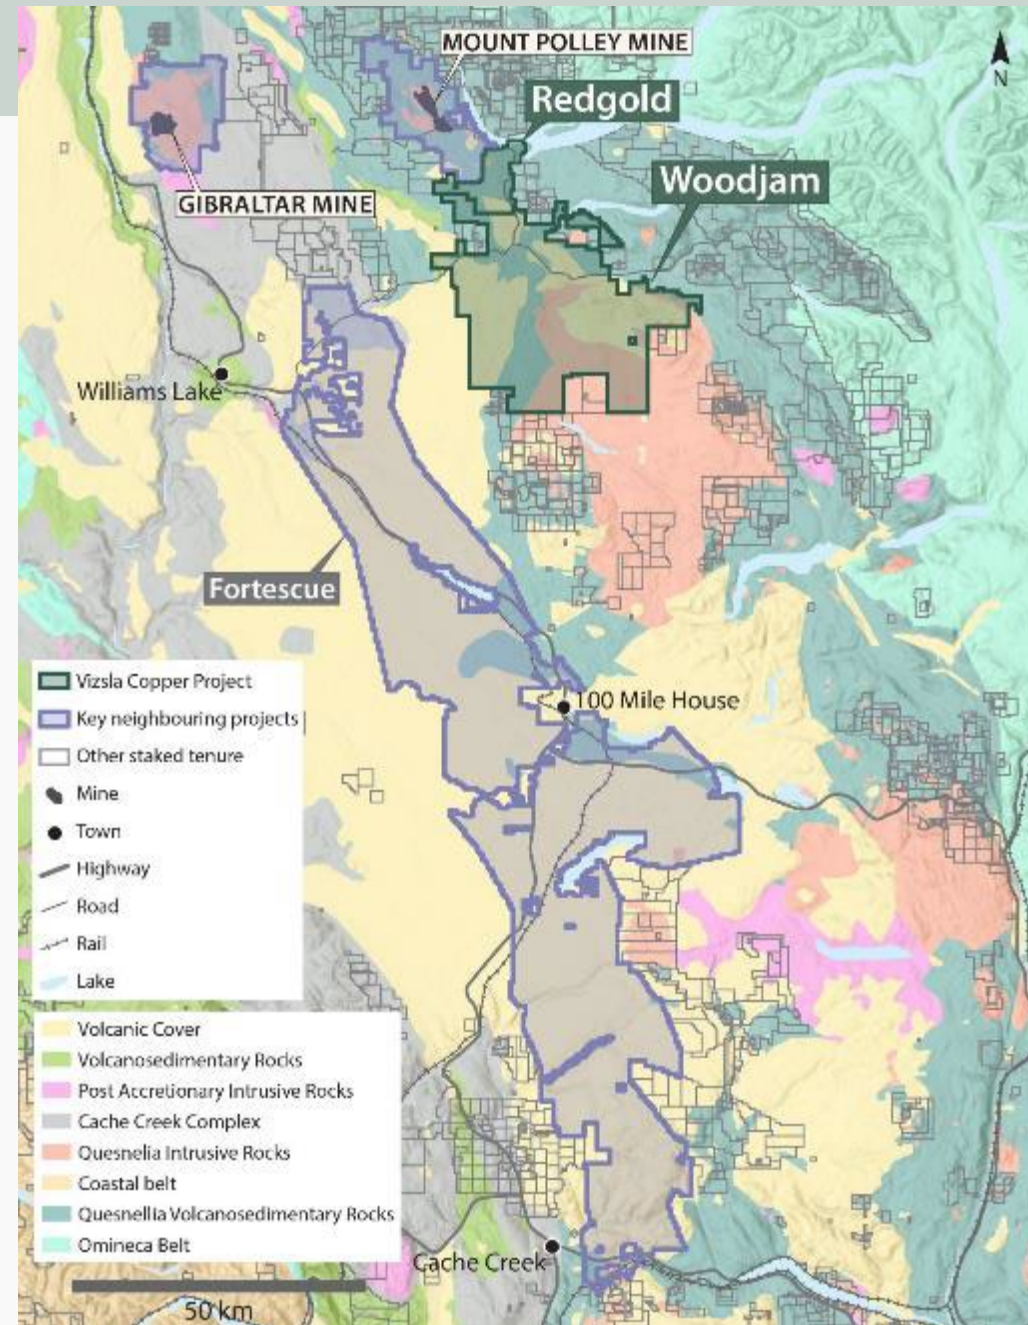 MOUNT POLLEY MINE
N
Redgold
Woodjam
GIBRALTAR MINE
Williams Lake
Fortescue
100 Mile House
Vizsla Copper Project
Key neighbouring projects
Other staked tenure
Mine
Town
Highway
Road
Rail
Lake
Volcanic Cover
Volcanosedimentary Rocks
Post Accretionary Intrusive Rocks
Cache Creek Complex
Quesnelia Intrusive Rocks
Coastal belt
Quesnellia Volcanosedimentary Rocks
Omineca Belt
Cache Creek
50 km